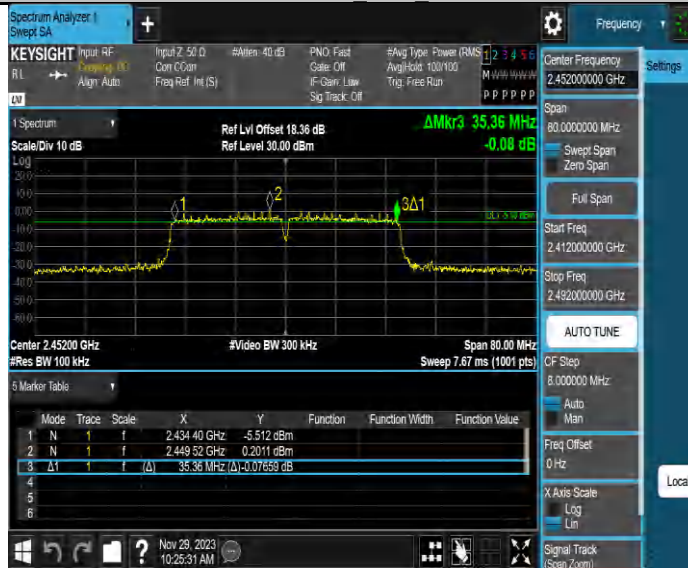 Spectrum Analyzer 1
Swept SA
Frequency
KEYSIGHT Input: RF
R L
Align: Auto
Input Z: 50 Ω
Corr CCorr
Freq Ref: Int (S)
#Atten: 40 dB
PNO: Fast
Gate: Off
IF Gain: Low
Sig Track: Off
#Avg Type: Power (RMS
Avg|Hold: 100/100
Trig: Free Run
1 2 3 4 5 6
M W W W W W
P P P P P P
Center Frequency
2.452000000 GHz
Settings
Span
80.0000000 MHz
Swept Span
Zero Span
Full Span
Start Freq
2.412000000 GHz
Stop Freq
2.492000000 GHz
AUTO TUNE
CF Step
8.000000 MHz
Auto
Man
Freq Offset
0 Hz
X Axis Scale
Log
Lin
Signal Track
(Span Zoom)
Loca
1 Spectrum
Scale/Div 10 dB
Ref Lvl Offset 18.36 dB
Ref Level 30.00 dBm
ΔMkr3 35.36 MHz
-0.08 dB
Log
20.0
10.0
0.00
-10.0
-20.0
-30.0
-40.0
-50.0
-60.0
1
2
3Δ1
Center 2.45200 GHz
#Video BW 300 kHz
Span 80.00 MHz
#Res BW 100 kHz
Sweep 7.67 ms (1001 pts)
5 Marker Table
Mode Trace Scale X Y Function Function Width Function Value
1 N 1 f 2.434 40 GHz -5.512 dBm
2 N 1 f 2.449 52 GHz 0.2011 dBm
3 Δ1 1 f (Δ) 35.36 MHz (Δ) -0.07659 dB
4
5
6
Nov 29, 2023
10:25:31 AM